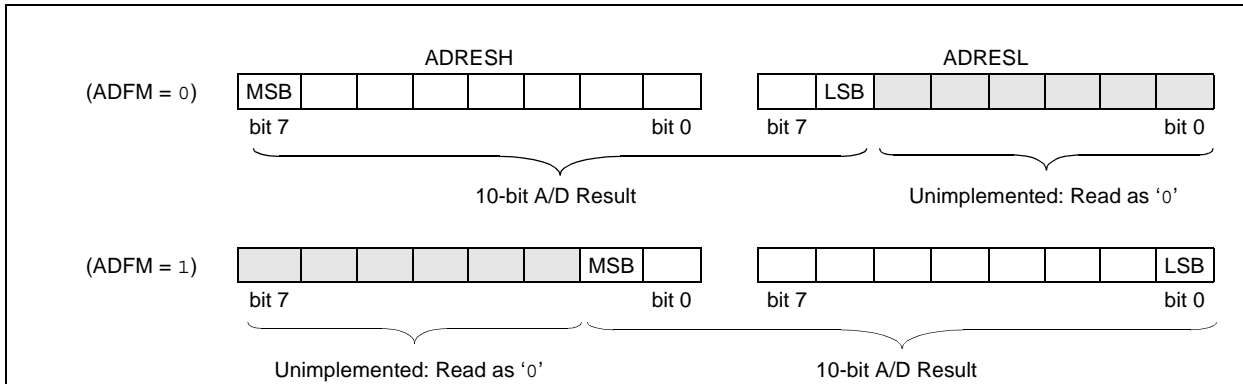 ADRESH ADRESL
(ADFM = 0) MSB LSB
bit 7 bit 0 bit 7 bit 0
10-bit A/D Result Unimplemented: Read as ‘0’
(ADFM = 1) MSB LSB
bit 7 bit 0 bit 7 bit 0
Unimplemented: Read as ‘0’ 10-bit A/D Result